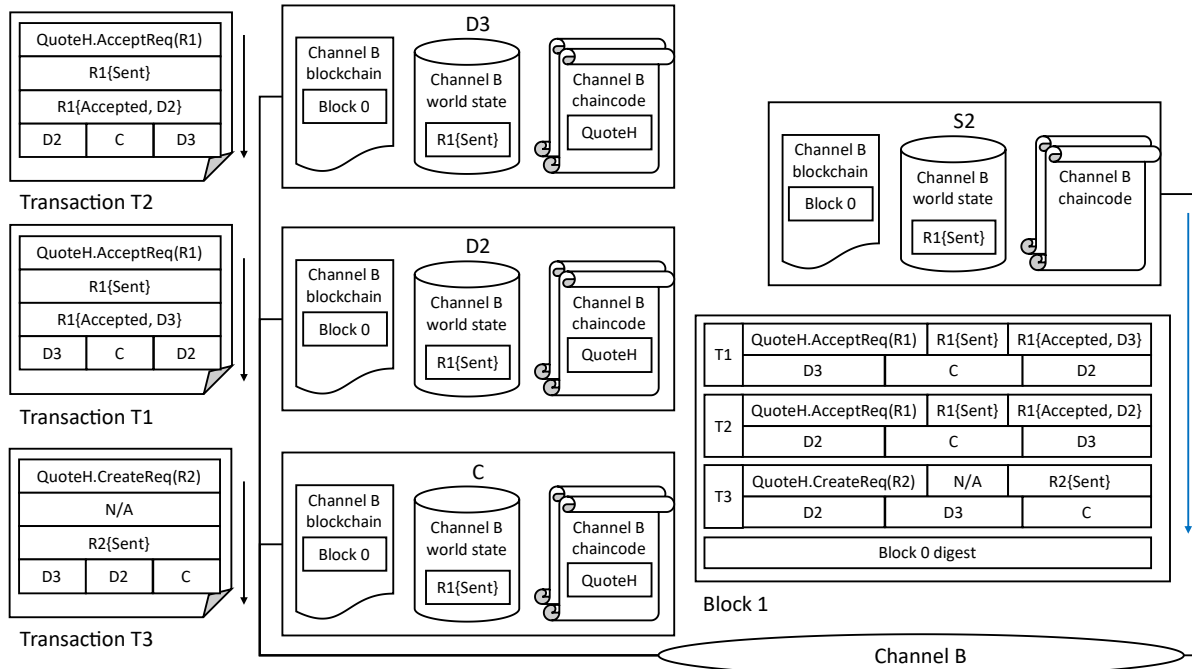 QuoteH.AcceptReq(R1)
R1{Sent}
R1{Accepted, D2}
D2 C D3
Transaction T2
QuoteH.AcceptReq(R1)
R1{Sent}
R1{Accepted, D3}
D3 C D2
Transaction T1
QuoteH.CreateReq(R2)
N/A
R2{Sent}
D3 D2 C
Transaction T3
D3
Channel B
blockchain
Block 0
Channel B
world state
R1{Sent}
Channel B
chaincode
QuoteH
D2
Channel B
blockchain
Block 0
Channel B
world state
R1{Sent}
Channel B
chaincode
QuoteH
C
Channel B
blockchain
Block 0
Channel B
world state
R1{Sent}
Channel B
chaincode
QuoteH
S2
Channel B
blockchain
Block 0
Channel B
world state
R1{Sent}
Channel B
chaincode
T1
QuoteH.AcceptReq(R1) R1{Sent} R1{Accepted, D3}
D3 C D2
T2
QuoteH.AcceptReq(R1) R1{Sent} R1{Accepted, D2}
D2 C D3
T3
QuoteH.CreateReq(R2) N/A R2{Sent}
D2 D3 C
Block 0 digest
Block 1
Channel B